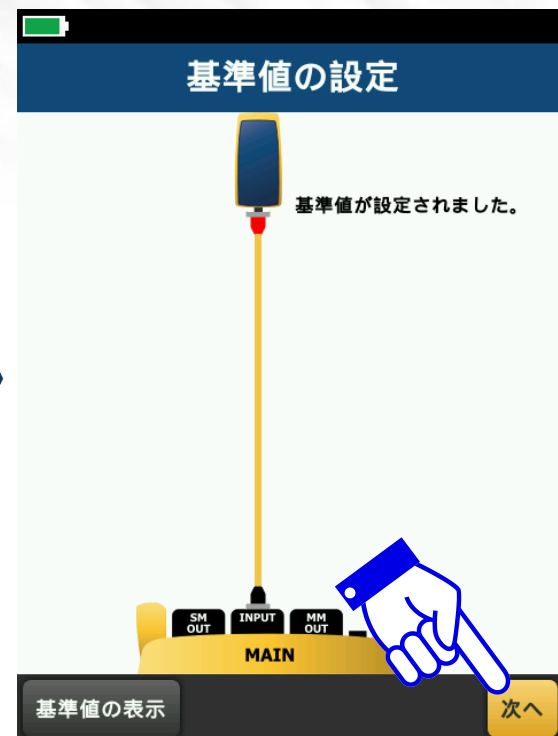 基準値の設定
基準値が設定されました。
SM
OUT
INPUT
MM
OUT
MAIN
基準値の表示
次へ